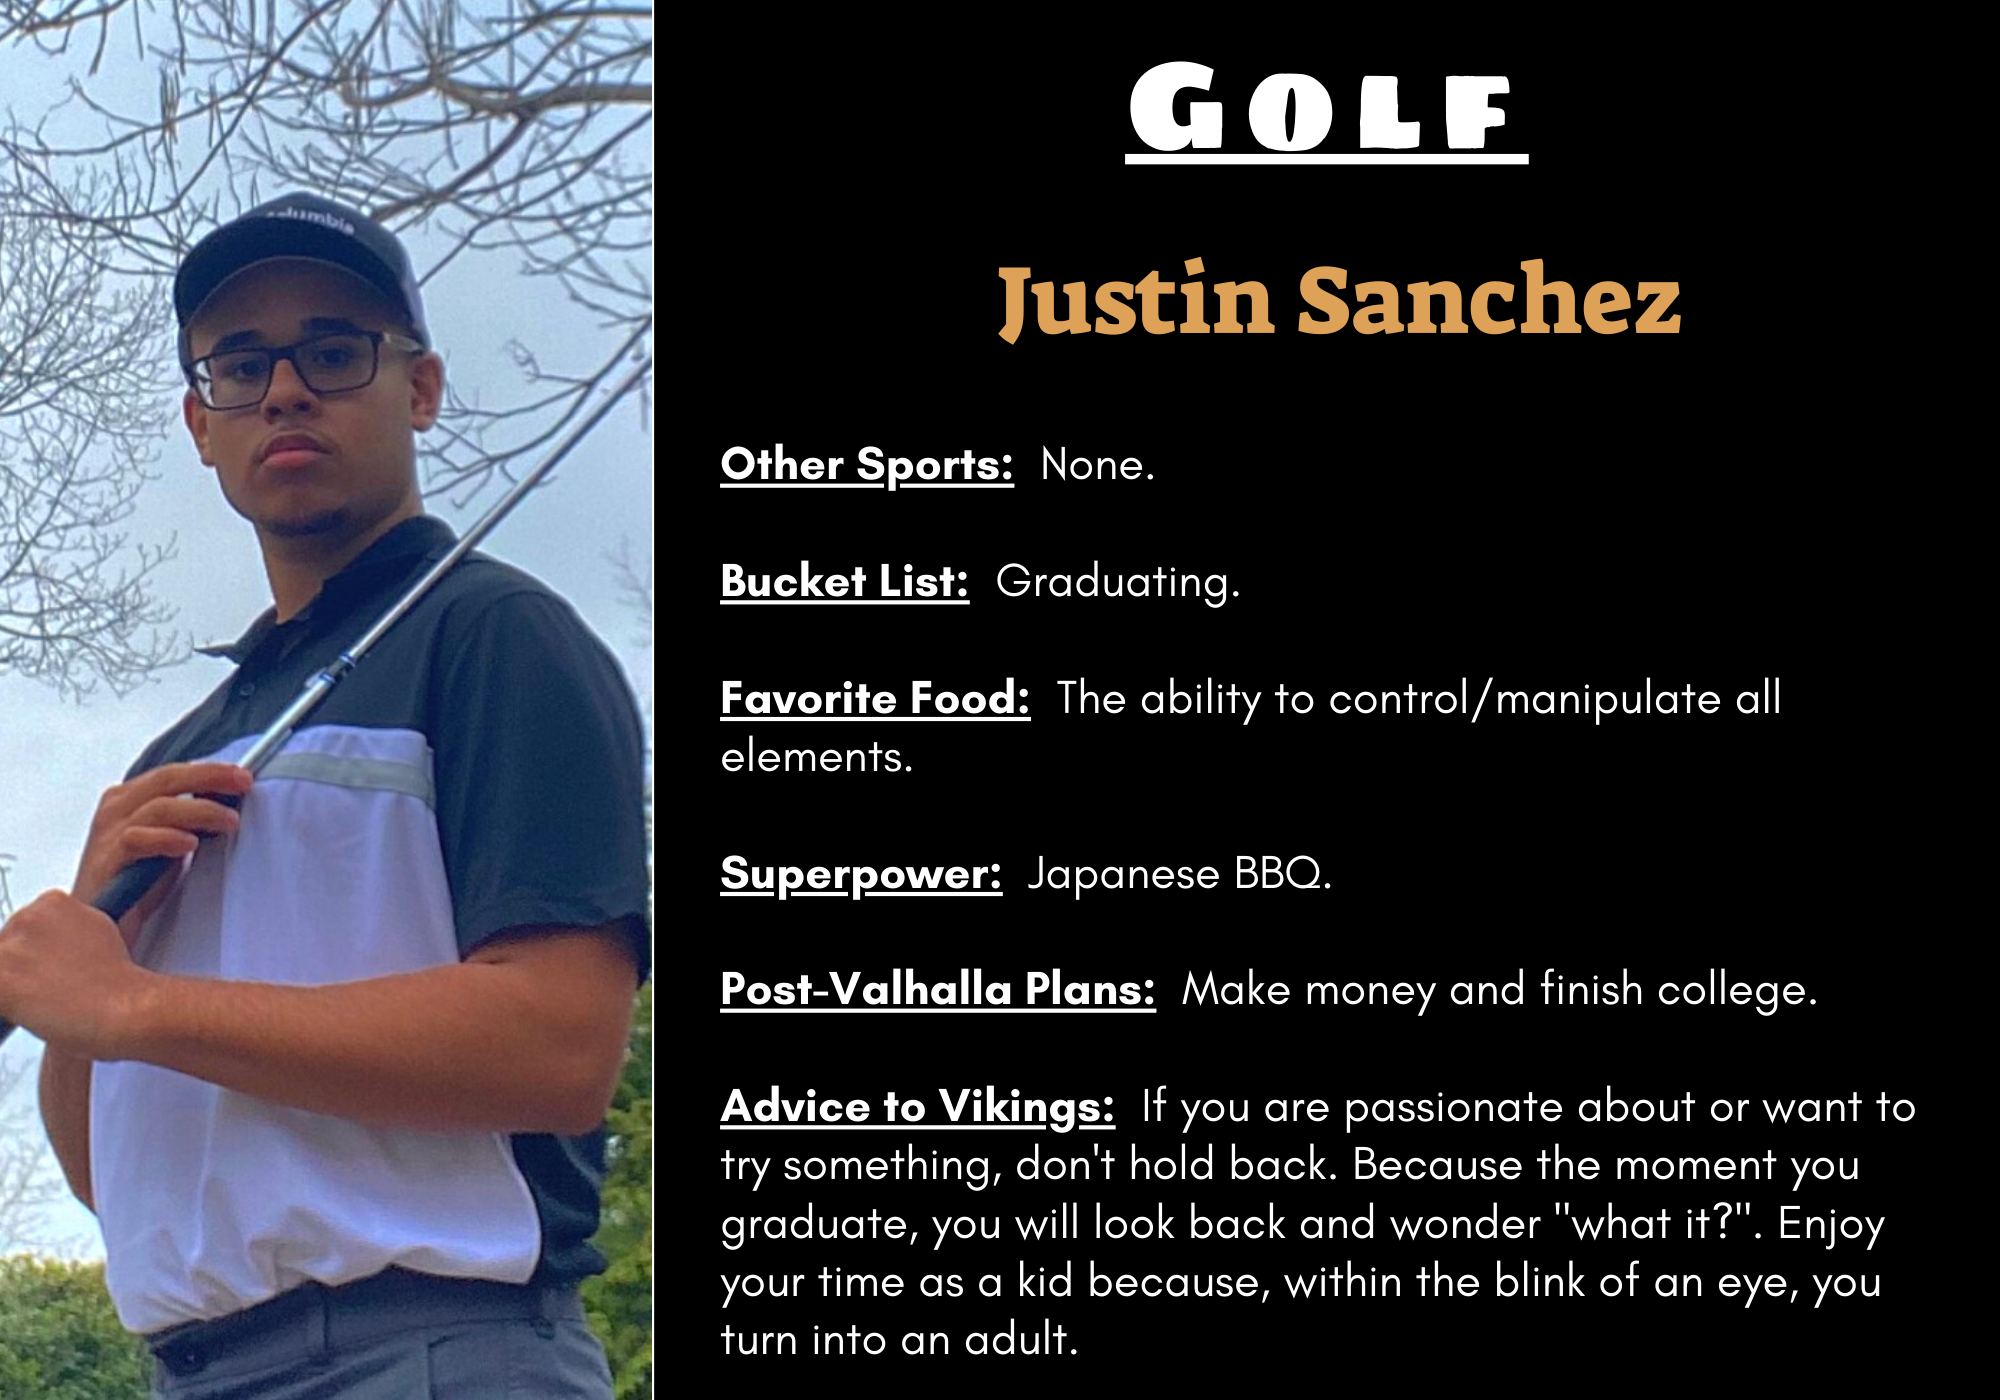 columbia
GOLF
Justin Sanchez
Other Sports: None.
Bucket List: Graduating.
Favorite Food: The ability to control/manipulate all
elements.
Superpower: Japanese BBQ.
Post-Valhalla Plans: Make money and finish college.
Advice to Vikings: If you are passionate about or want to
try something, don't hold back. Because the moment you
graduate, you will look back and wonder "what it?". Enjoy
your time as a kid because, within the blink of an eye, you
turn into an adult.